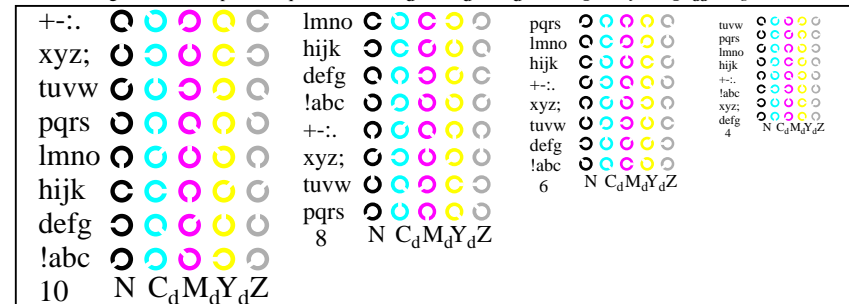 +-:.
xyz;
tuvw
pqrs
lmno
hijk
defg
!abc
10 N CdMdYdZ
lmno
hijk
defg
!abc
+-:.
xyz;
tuvw
pqrs
8 N CdMdYdZ
pqrs
lmno
hijk
+-:.
xyz;
tuvw
defg
!abc
6 N CdMdYdZ
tuvw
pqrs
lmno
hijk
+-:.
!abc
xyz;
defg
4 N CdMdYdZ